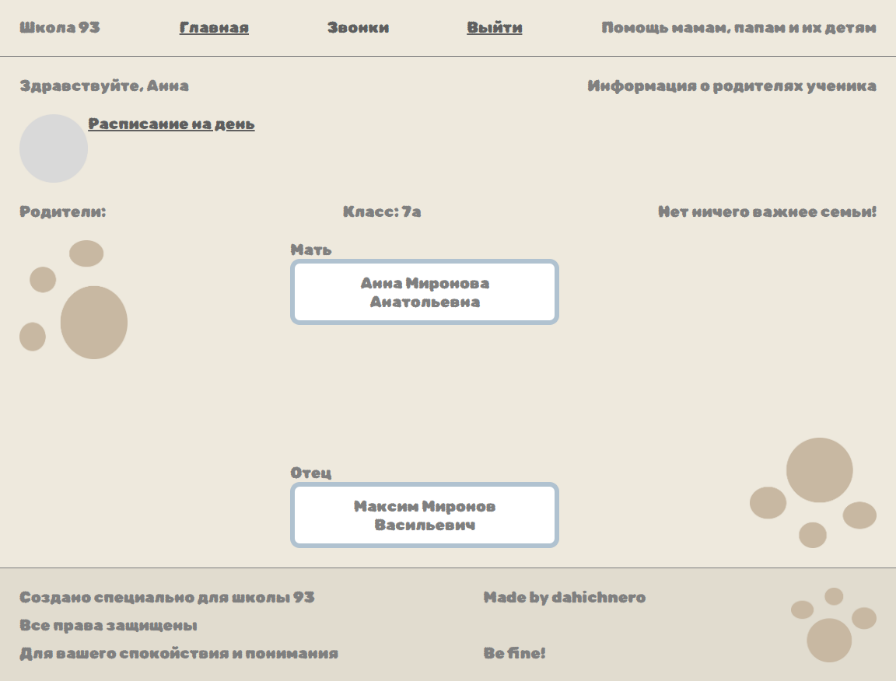 Школа 93
Главная
Звонки
Выйти
Помощь мамам, папам и их детям
Здравствуйте, Анна
Информация о родителях ученика
Расписание на день
Родители:
Класс: 7а
Нет ничего важнее семьи!
Мать
Анна Миронова
Анатольевна
Отец
Максим Миронов
Васильевич
Создано специально для школы 93
Made by dahichnero
Все права защищены
Для вашего спокойствия и понимания
Be fine!